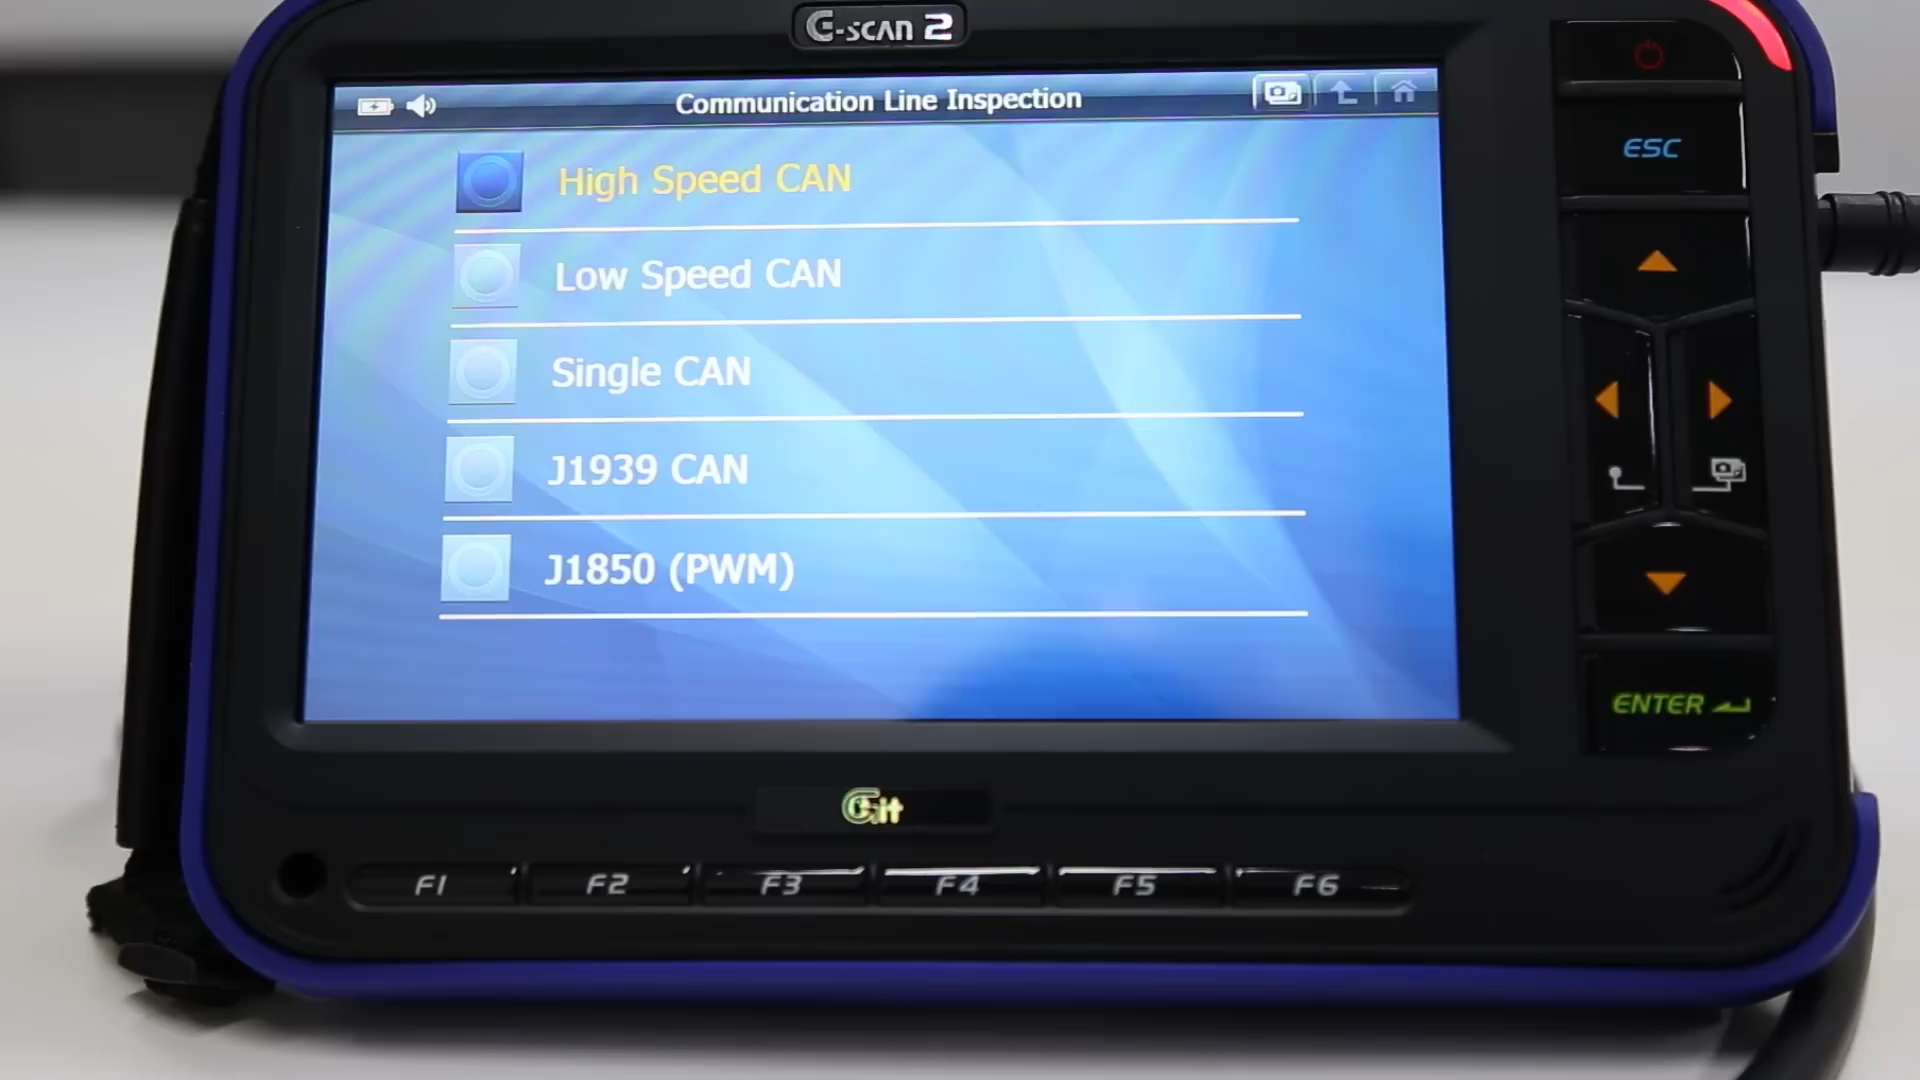 G-scan 2
Communication Line Inspection
High Speed CAN
Low Speed CAN
Single CAN
J1939 CAN
J1850 (PWM)
ESC
ENTER
Git
F1 F2 F3 F4 F5 F6